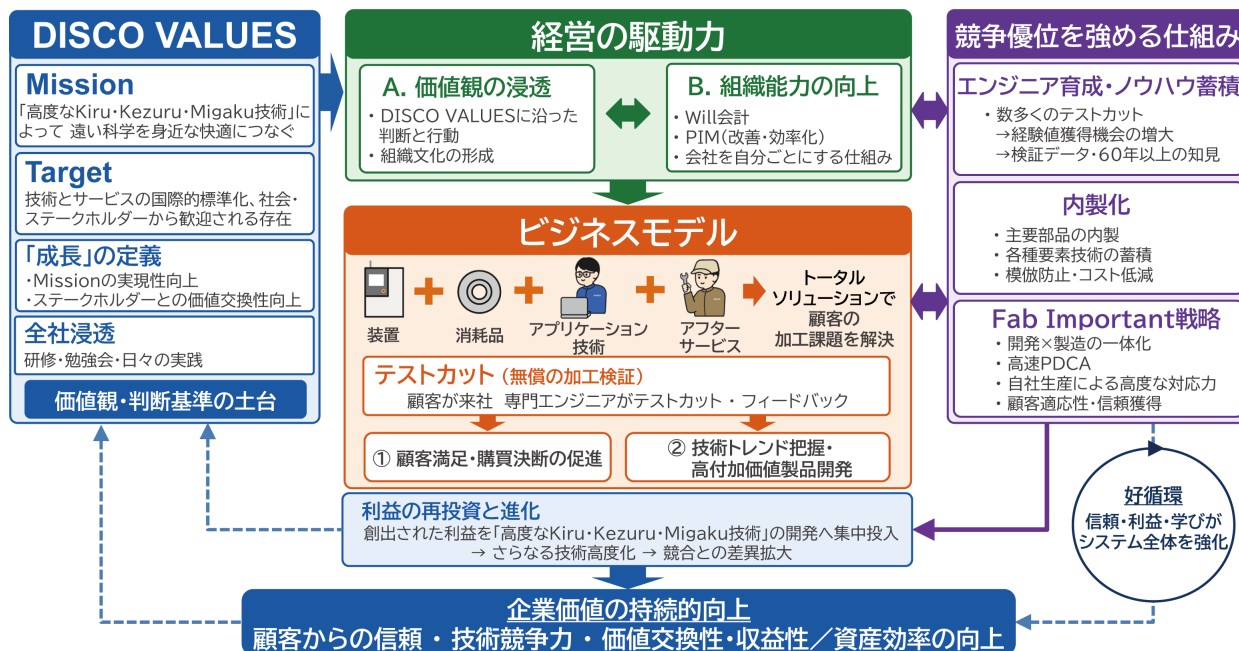 DISCO VALUES
Mission
「高度なKiru・Kezuru・Migaku技術」に
よって 遠い科学を身近な快適につなぐ
Target
技術とサービスの国際的標準化、社会・
ステークホルダーから歓迎される存在
「成長」の定義
・Missionの実現性向上
・ステークホルダーとの価値交換性向上
全社浸透
研修・勉強会・日々の実践
価値観・判断基準の土台
経営の駆動力
A. 価値観の浸透
・DISCO VALUESに沿った
判断と行動
・組織文化の形成
B. 組織能力の向上
・Will会計
・PIM(改善・効率化)
・会社を自分ごとにする仕組み
ビジネスモデル
装置
消耗品
アプリケーション
技術
アフター
サービス
トータル
ソリューションで
顧客の
加工課題を解決
テストカット(無償の加工検証)
顧客が来社 専門エンジニアがテストカット・フィードバック
① 顧客満足・購買決断の促進
② 技術トレンド把握・
高付加価値製品開発
利益の再投資と進化
創出された利益を「高度なKiru・Kezuru・Migaku技術」の開発へ集中投入
→ さらなる技術高度化 → 競合との差異拡大
競争優位を強める仕組み
エンジニア育成・ノウハウ蓄積
・数多くのテストカット
→経験値獲得機会の増大
→検証データ・60年以上の知見
内製化
・主要部品の内製
・各種要素技術の蓄積
・模倣防止・コスト低減
Fab Important戦略
・開発×製造の一体化
・高速PDCA
・自社生産による高度な対応力
・顧客適応性・信頼獲得
好循環
信頼・利益・学びが
システム全体を強化
企業価値の持続的向上
顧客からの信頼・技術競争力・価値交換性・収益性／資産効率の向上